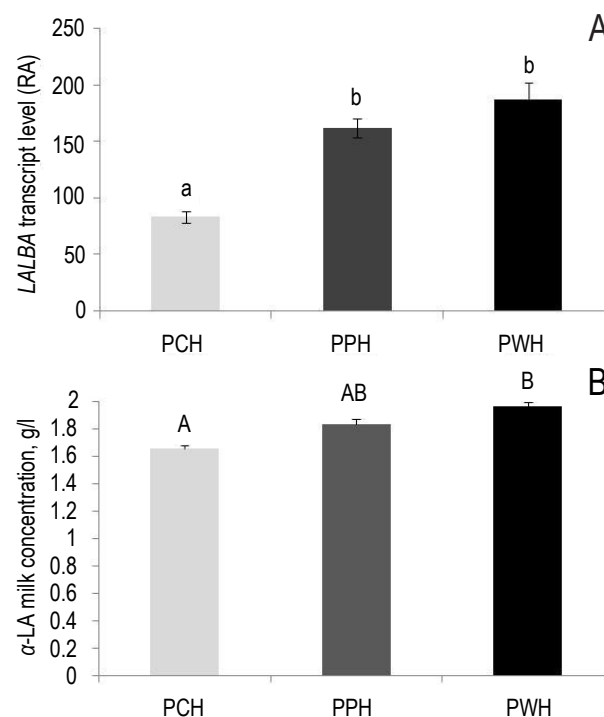 A
LALBA transcript level (RA)
250
200
150
100
50
0
a
b
b
PCH PPH PWH
B
α-LA milk concentration, g/l
2
1.8
1.6
1.4
1.2
1
0.8
0.6
0.4
0.2
0
A
AB
B
PCH PPH PWH